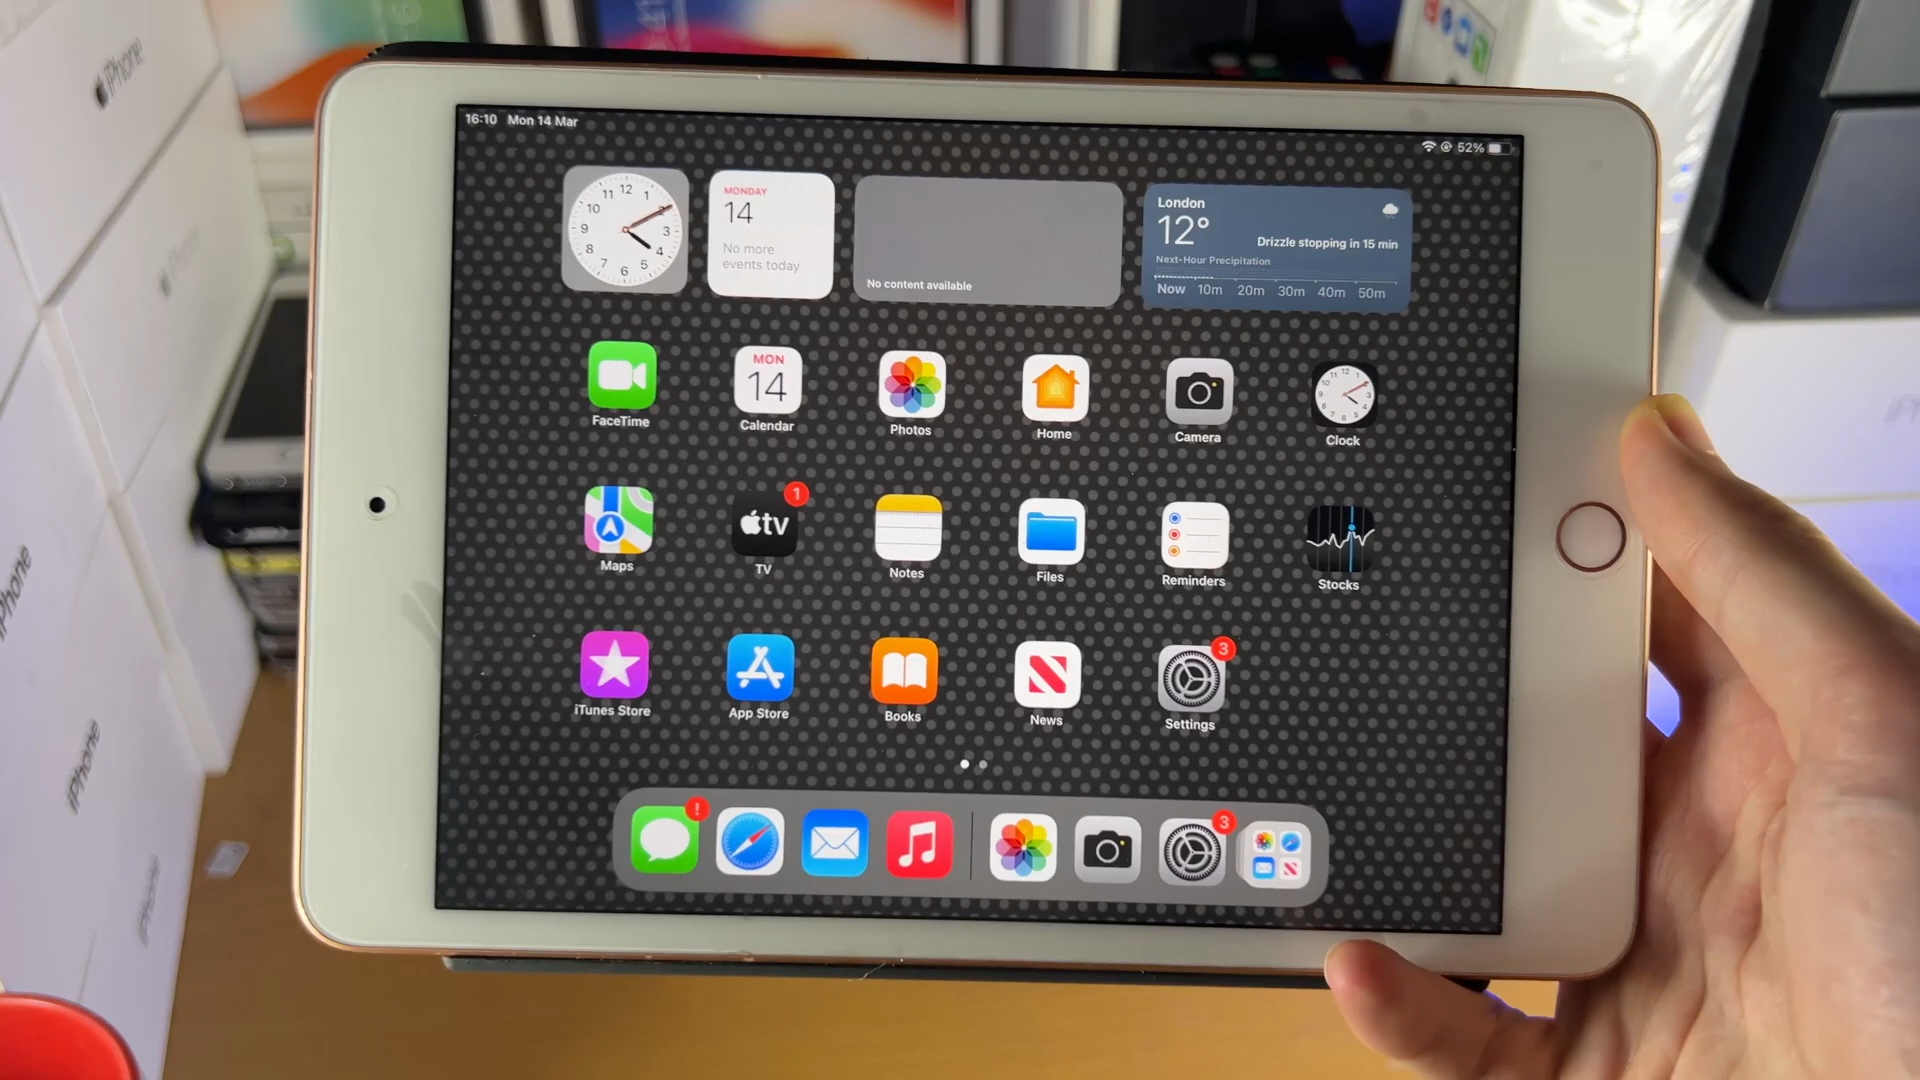 iPhone
iPhone
iPhone
iPhone
iPhone
16:10 Mon 14 Mar
52%
12
1
2
3
4
5
6
7
8
9
10
11
MONDAY
14
No more
events today
No content available
London
12°
Drizzle stopping in 15 min
Next-Hour Precipitation
Now 10m 20m 30m 40m 50m
FaceTime
MON
14
Calendar
Photos
Home
Camera
Clock
Maps
tv
1
TV
Notes
Files
Reminders
Stocks
iTunes Store
App Store
Books
News
3
Settings
!
3